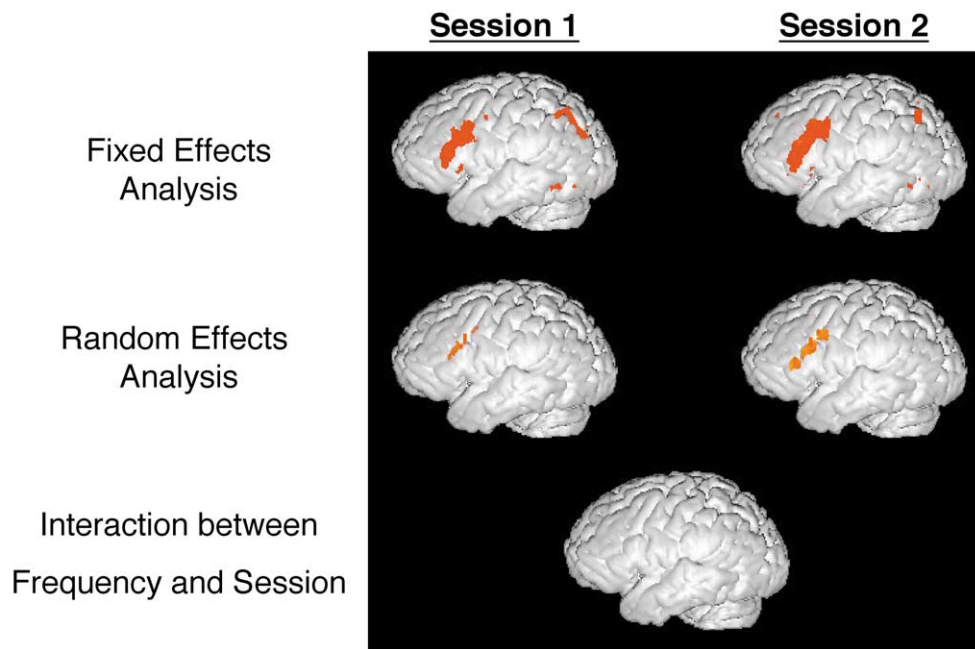 Session 1
Session 2
Fixed Effects
Analysis
Random Effects
Analysis
Interaction between
Frequency and Session